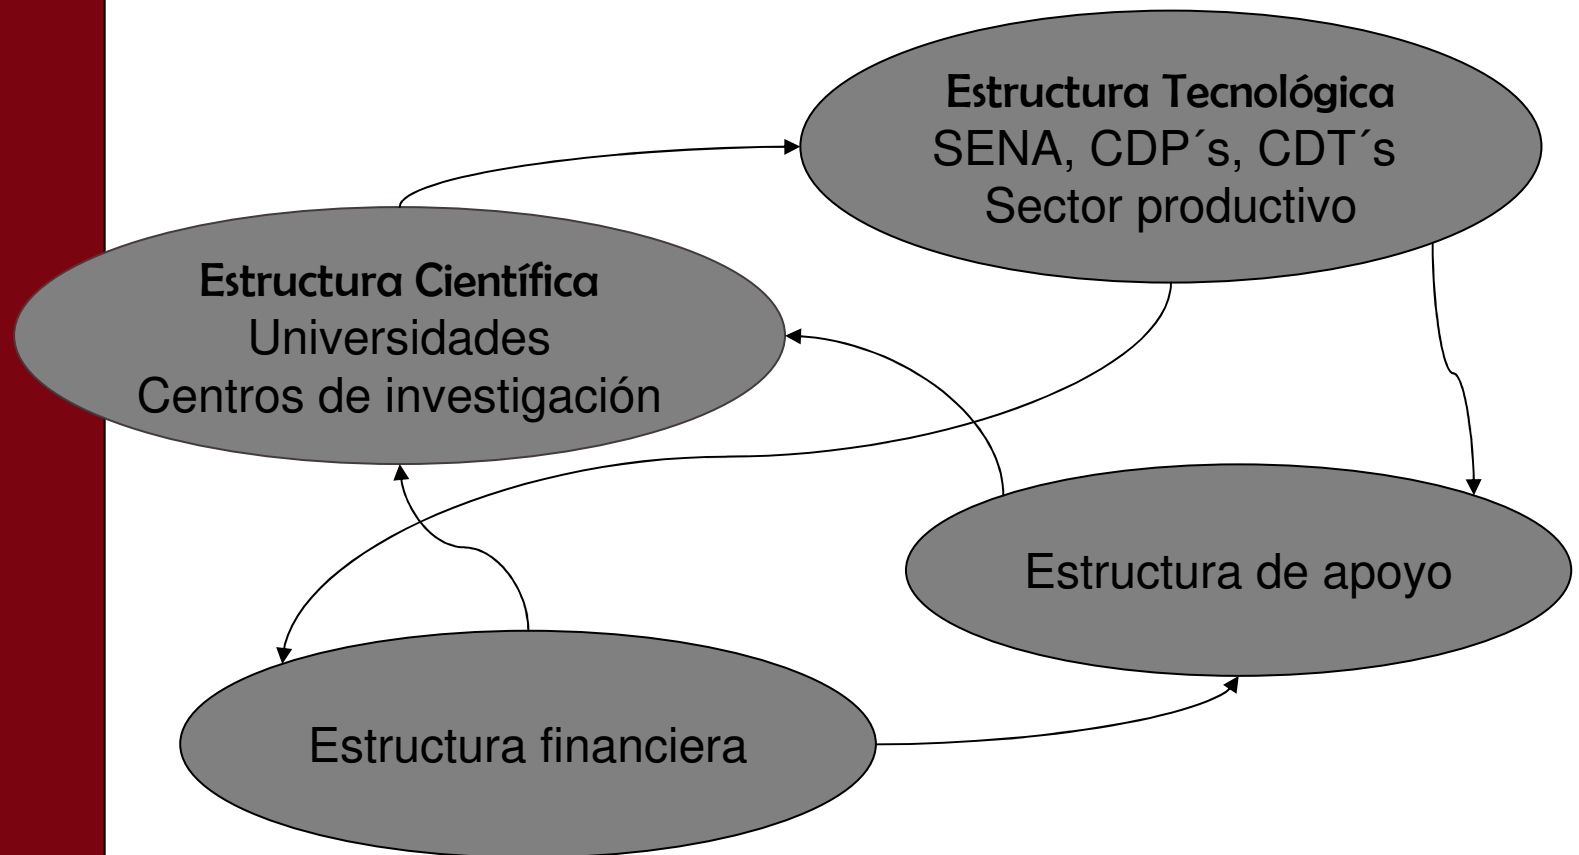 Estructura Tecnológica
SENA, CDP´s, CDT´s
Sector productivo
Estructura Científica
Universidades
Centros de investigación
Estructura de apoyo
Estructura financiera